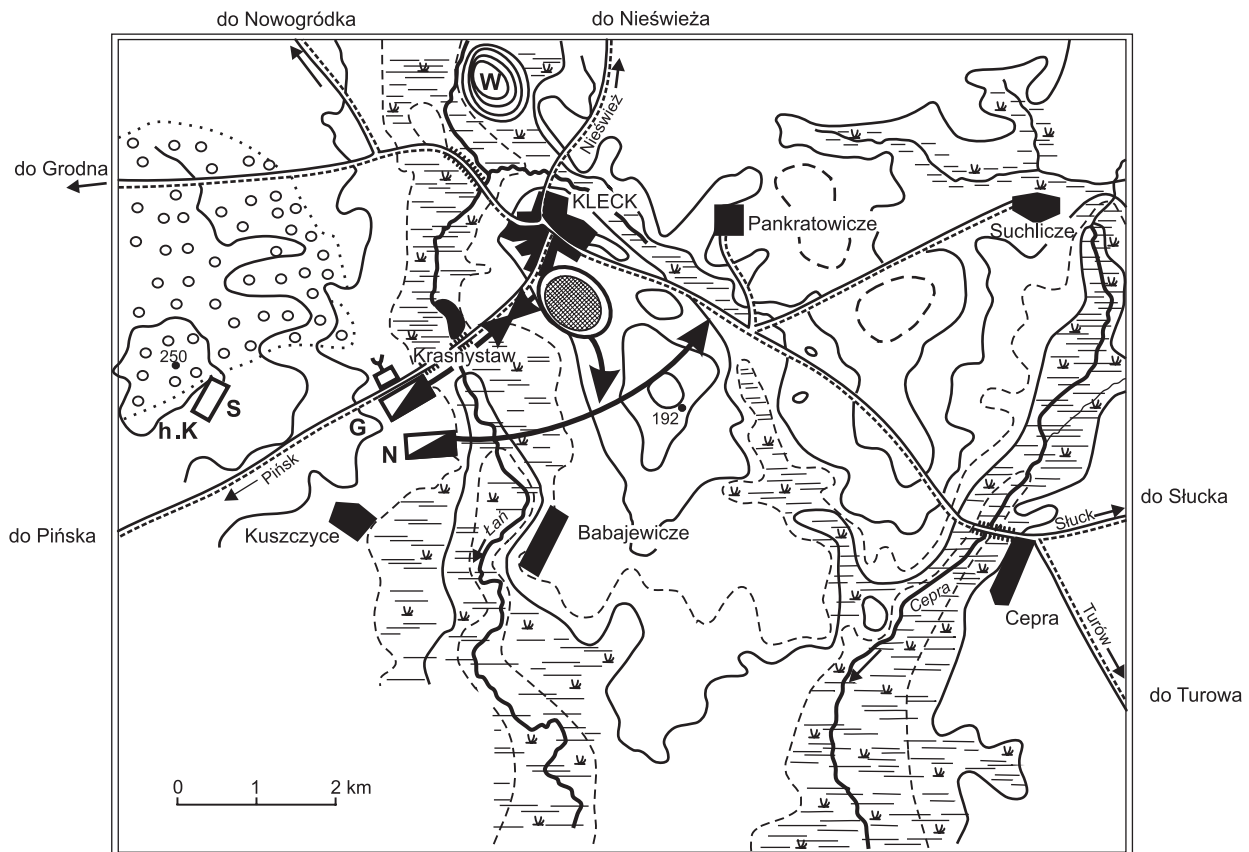 do Nowogródka
do Nieświeża
W
Nieśwież
do Grodna
KLECK
Pankratowicze
Suchlicze
Krasnystaw
250
S
h.K
G
192
N
Pińsk
do Słucka
Słuck
Łań
do Pińska
Kuszczyce
Babajewicze
Cepra
Cepra
Turów
do Turowa
0 1 2 km